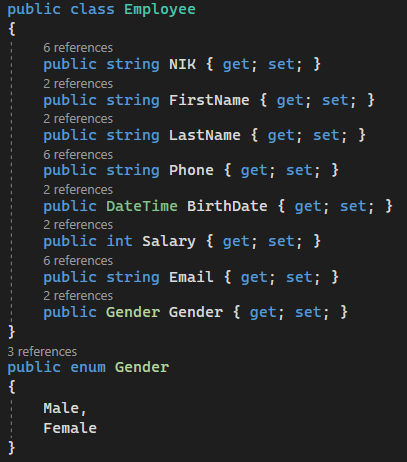 public class Employee
{
6 references
public string NIK { get; set; }
2 references
public string FirstName { get; set; }
2 references
public string LastName { get; set; }
6 references
public string Phone { get; set; }
2 references
public DateTime BirthDate { get; set; }
2 references
public int Salary { get; set; }
6 references
public string Email { get; set; }
2 references
public Gender Gender { get; set; }
}
3 references
public enum Gender
{
Male,
Female
}